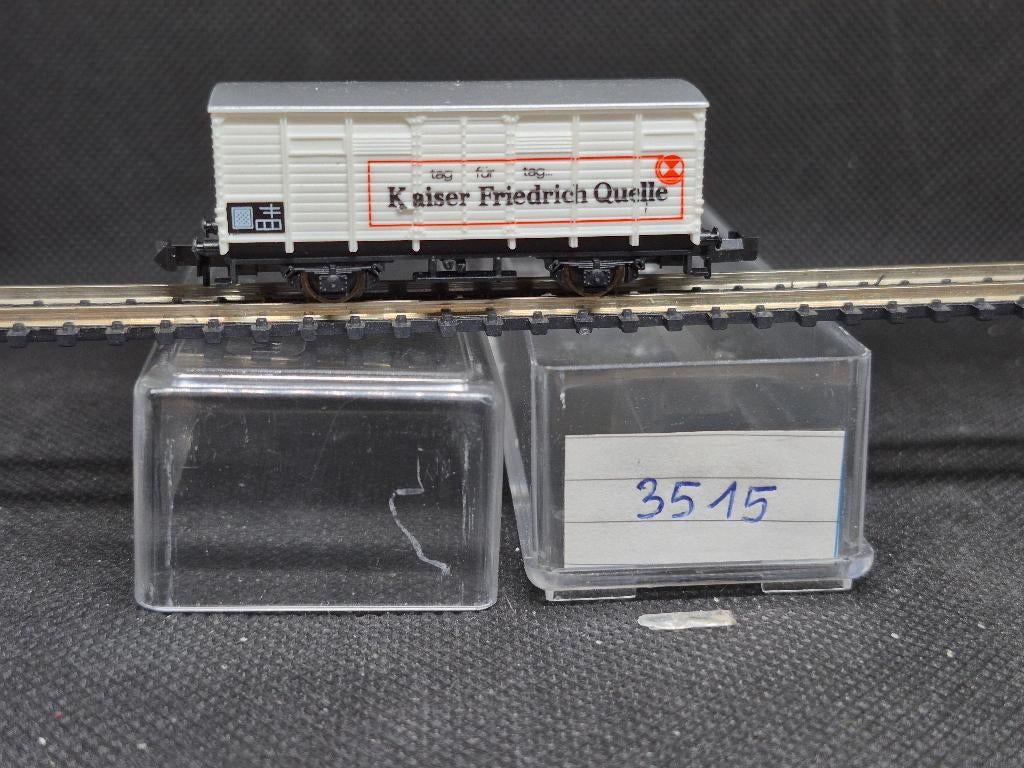 tag für tag...
Kaiser Friedrich Quelle
3515